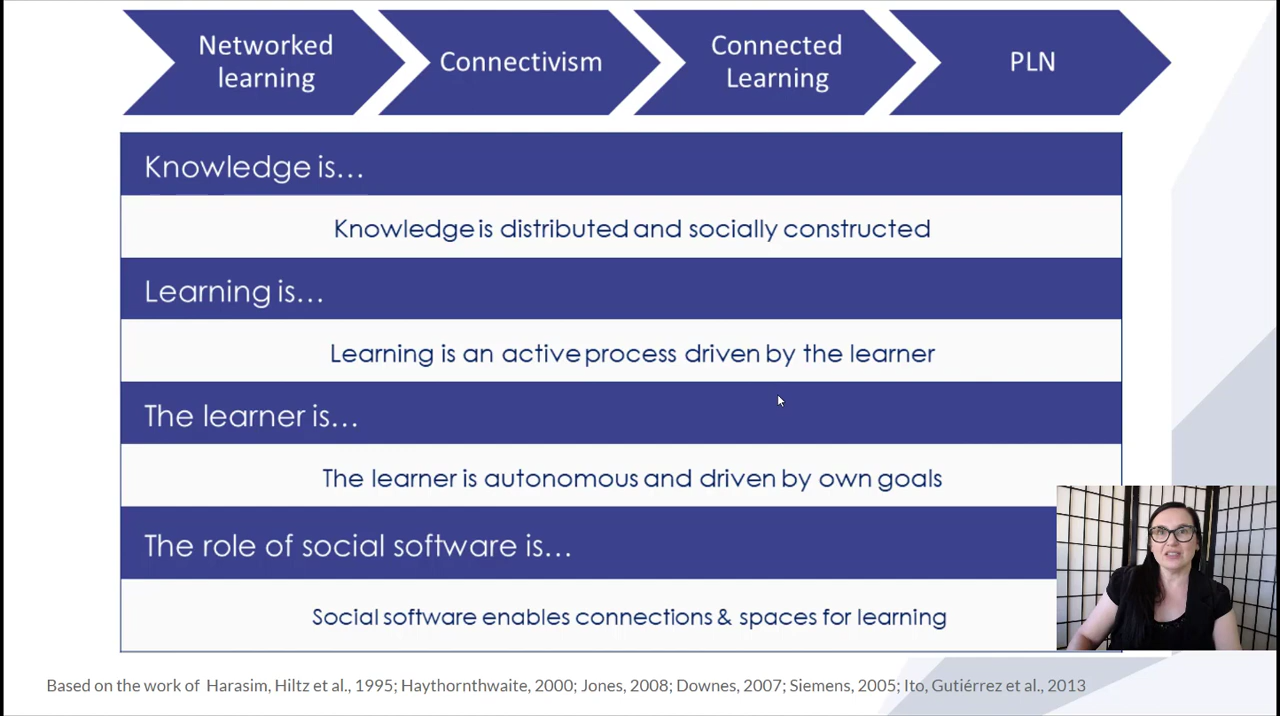 Networked
learning
Connectivism
Connected
Learning
PLN
Knowledge is…
Knowledge is distributed and socially constructed
Learning is…
Learning is an active process driven by the learner
The learner is…
The learner is autonomous and driven by own goals
The role of social software is…
Social software enables connections & spaces for learning
Based on the work of Harasim, Hiltz et al., 1995; Haythornthwaite, 2000; Jones, 2008; Downes, 2007; Siemens, 2005; Ito, Gutiérrez et al., 2013